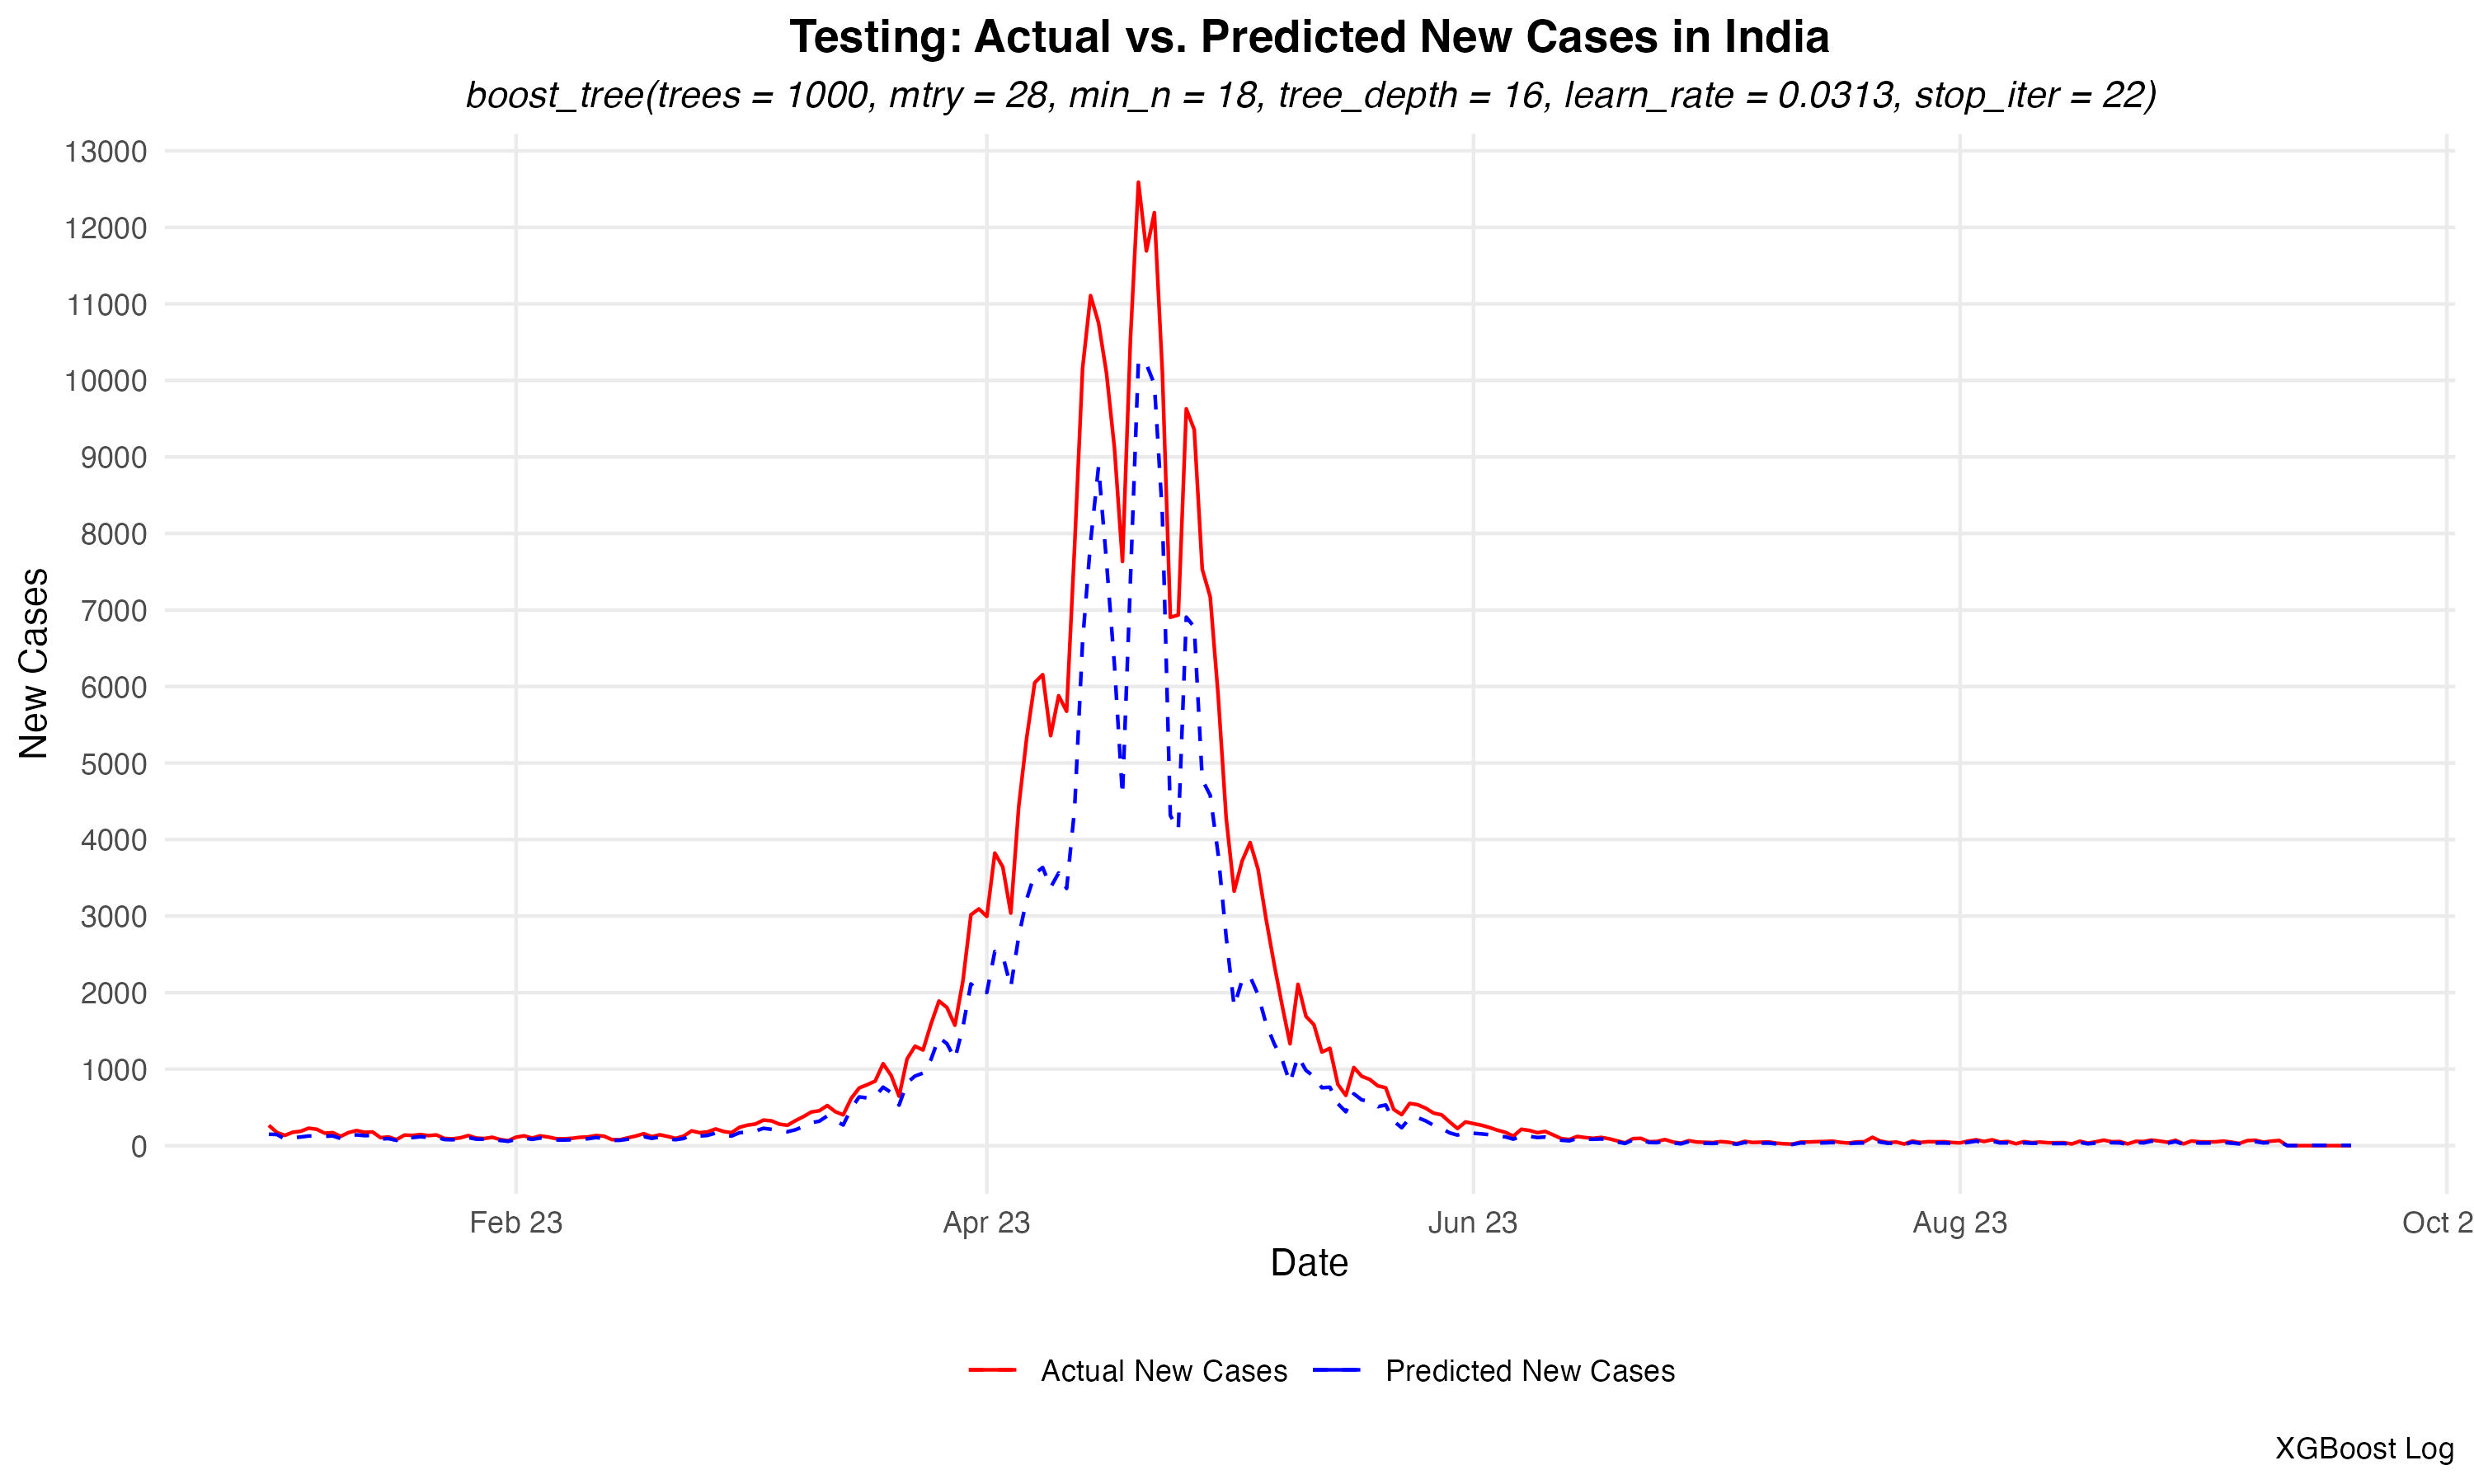 Testing: Actual vs. Predicted New Cases in India
boost_tree(trees = 1000, mtry = 28, min_n = 18, tree_depth = 16, learn_rate = 0.0313, stop_iter = 22)
13000
12000
11000
10000
9000
8000
7000
6000
5000
4000
3000
2000
1000
0
New Cases
Feb 23
Apr 23
Jun 23
Aug 23
Oct 2
Date
Actual New Cases
Predicted New Cases
XGBoost Log